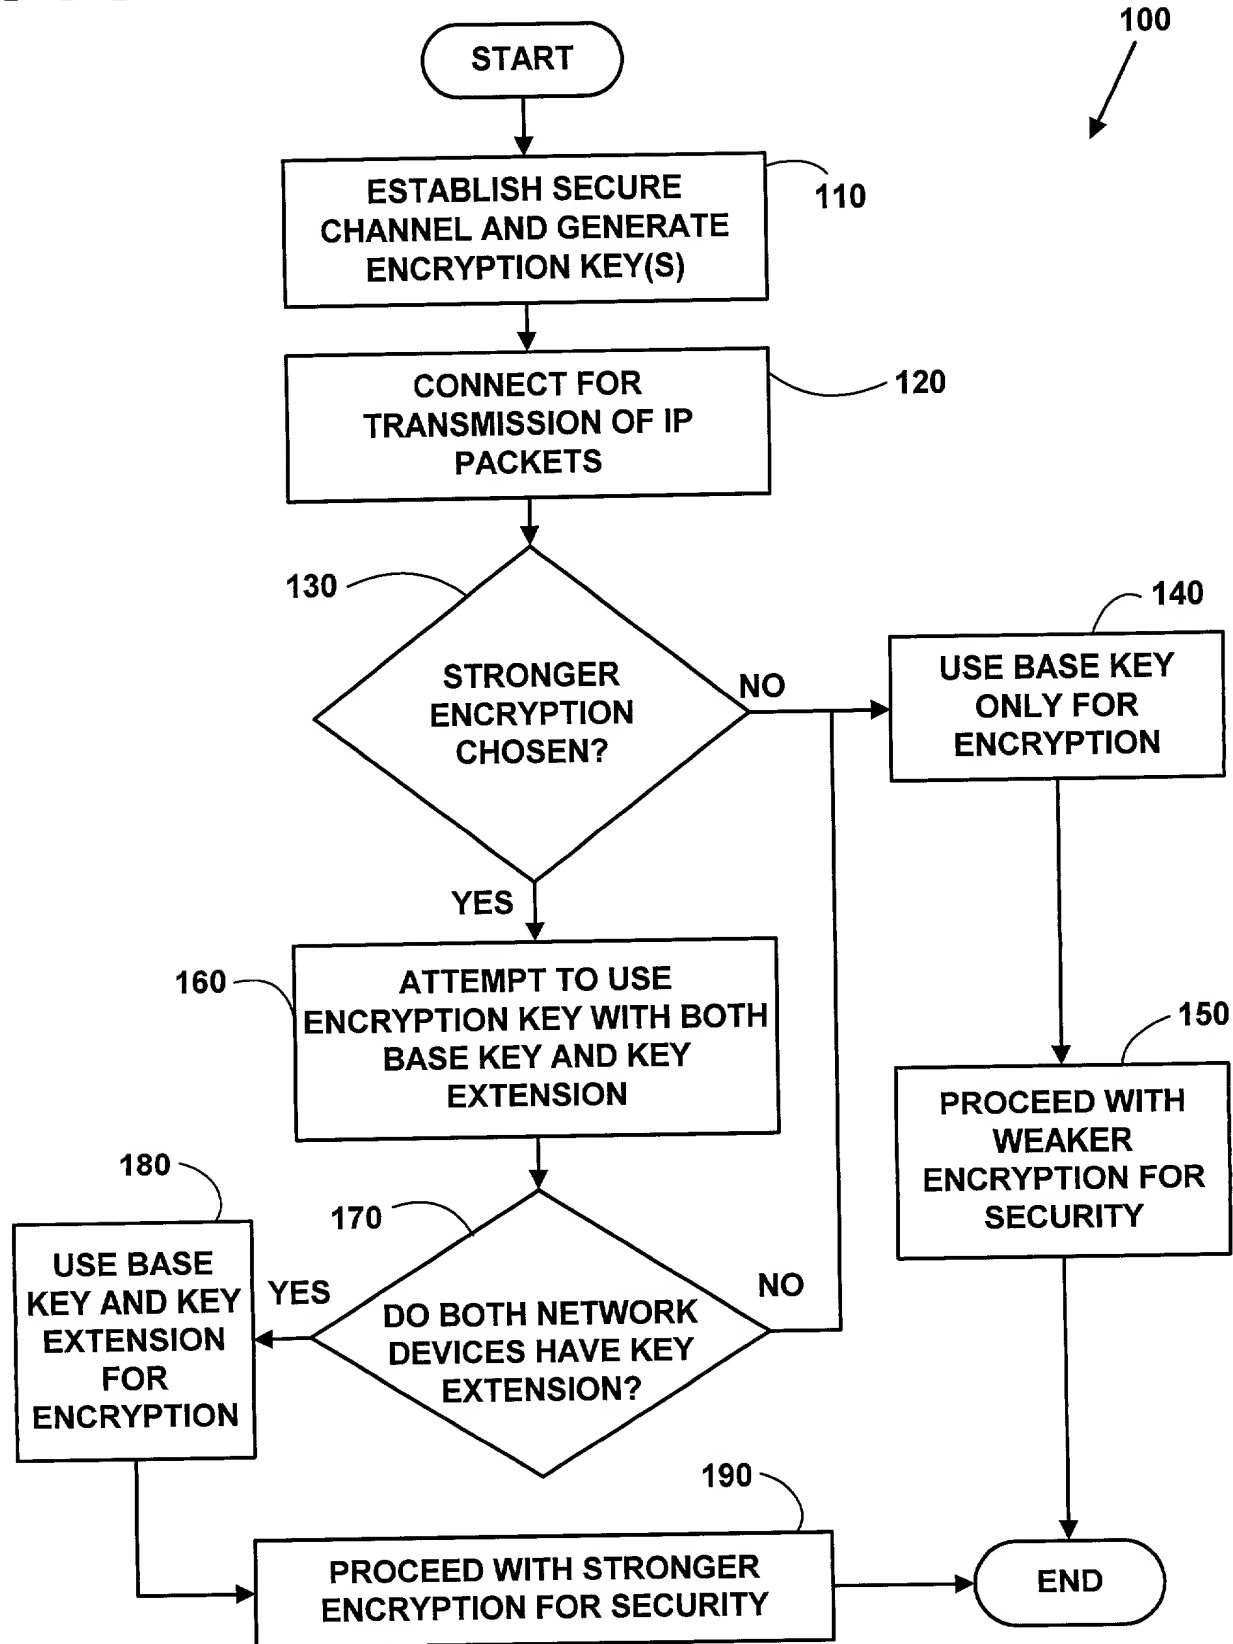 100
START
ESTABLISH SECURE
CHANNEL AND GENERATE
ENCRYPTION KEY(S)
110
CONNECT FOR
TRANSMISSION OF IP
PACKETS
120
130
STRONGER
ENCRYPTION
CHOSEN?
NO
140
USE BASE KEY
ONLY FOR
ENCRYPTION
YES
160
ATTEMPT TO USE
ENCRYPTION KEY WITH BOTH
BASE KEY AND KEY
EXTENSION
150
PROCEED WITH
WEAKER
ENCRYPTION FOR
SECURITY
170
DO BOTH NETWORK
DEVICES HAVE KEY
EXTENSION?
NO
YES
180
USE BASE
KEY AND KEY
EXTENSION
FOR
ENCRYPTION
190
PROCEED WITH STRONGER
ENCRYPTION FOR SECURITY
END